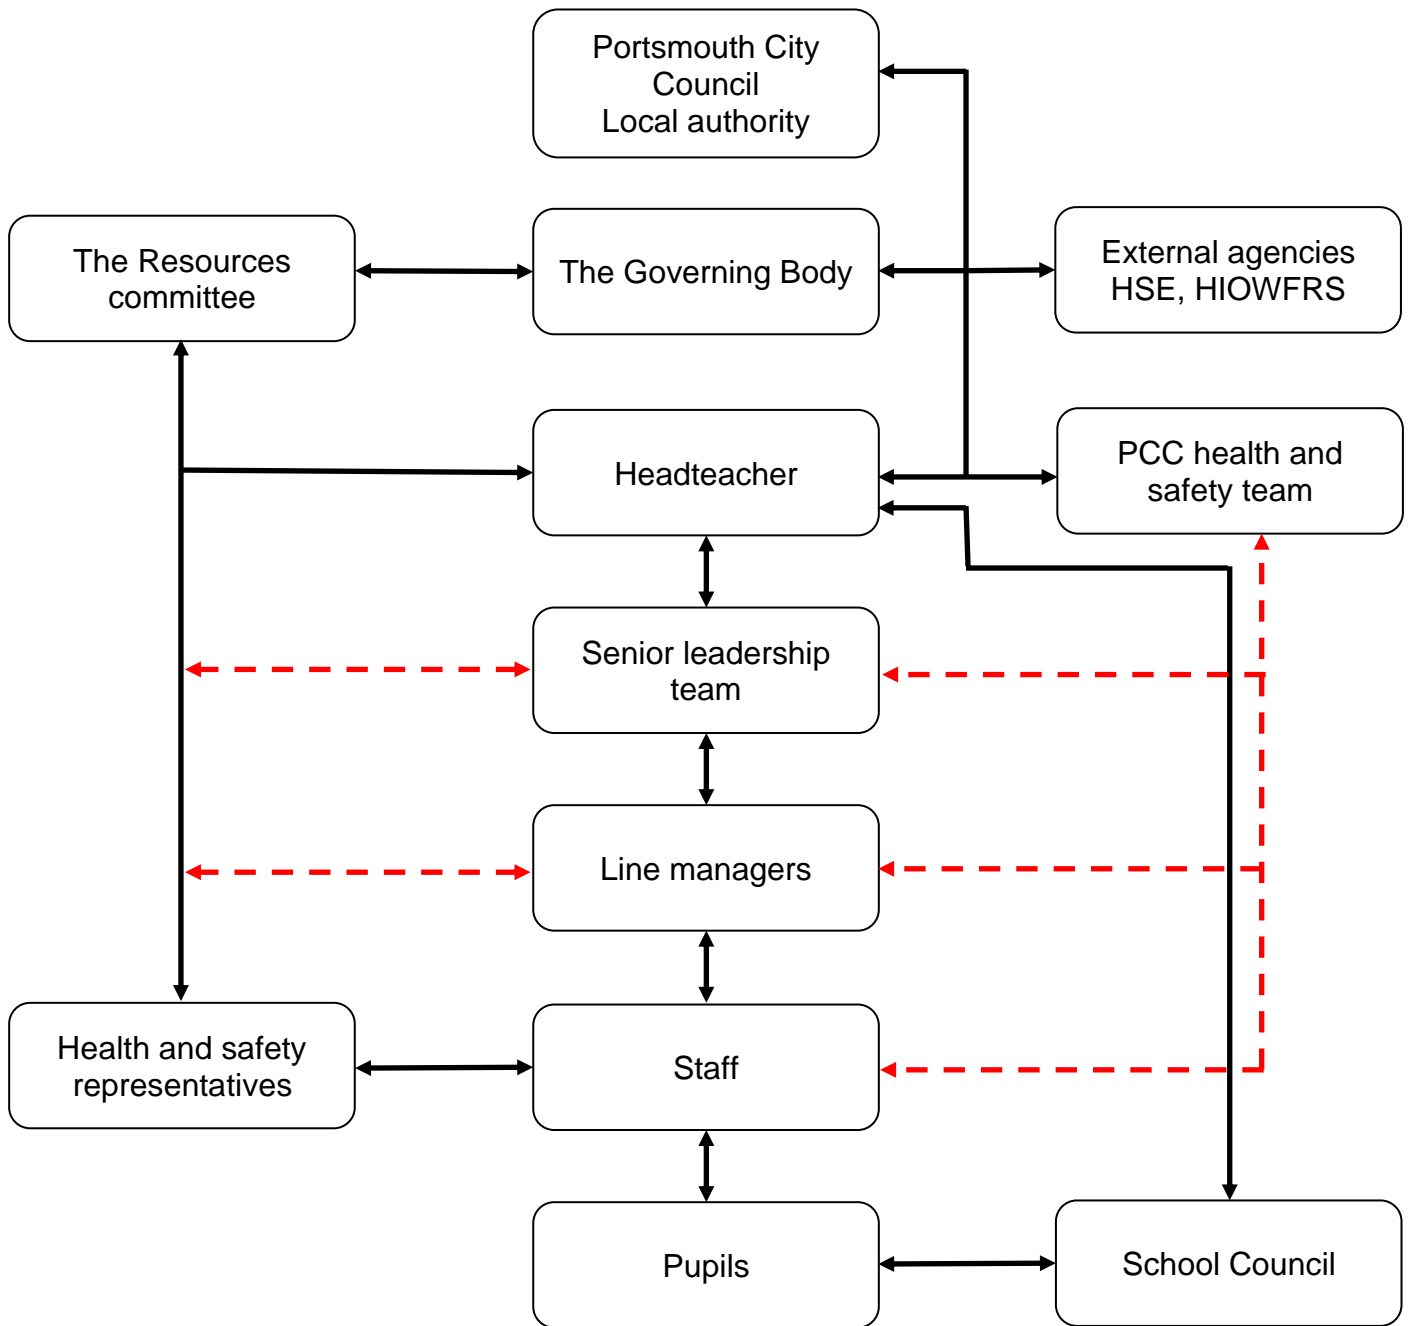 Portsmouth City
Council
Local authority
The Resources
committee
The Governing Body
External agencies
HSE, HIOWFRS
Headteacher
PCC health and
safety team
Senior leadership
team
Line managers
Health and safety
representatives
Staff
Pupils
School Council